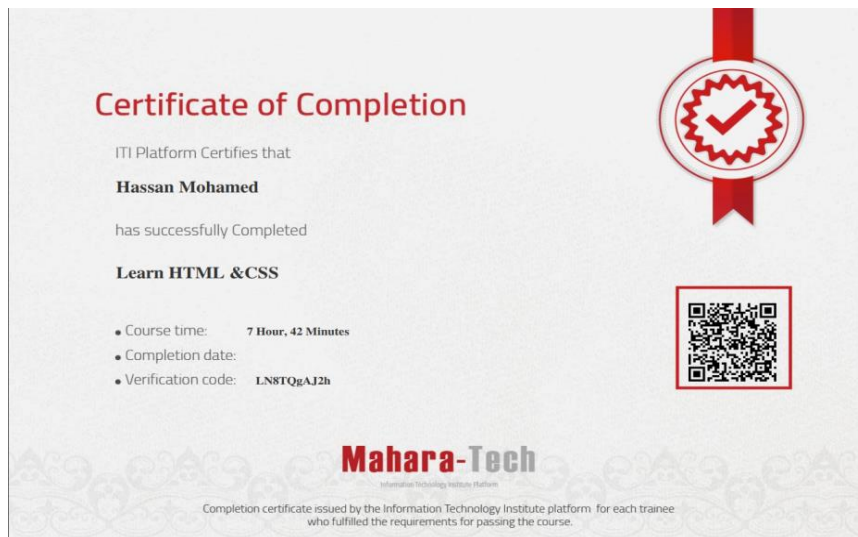 Certificate of Completion
ITI Platform Certifies that
Hassan Mohamed
has successfully Completed
Learn HTML &CSS
• Course time: 7 Hour, 42 Minutes
• Completion date:
• Verification code: LN8TQgAJ2h
Mahara-Tech
Information Technology Institute Platform
Completion certificate issued by the Information Technology Institute platform for each trainee
who fulfilled the requirements for passing the course.